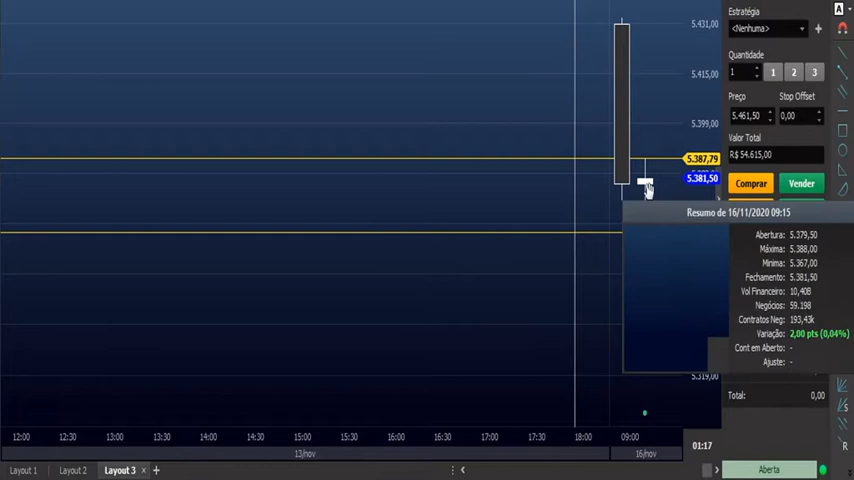 A
Estratégia
<Nenhuma>
Quantidade
1
1 2 3
Preço Stop Offset
5.461,50 0,00
Valor Total
R$ 54.615,00
Comprar Vender
5.431,00
5.415,00
5.399,00
5.387,79
5.381,50
Resumo de 16/11/2020 09:15
Abertura: 5.379,50
Máxima: 5.388,00
Mínima: 5.367,00
Fechamento: 5.381,50
Vol Financeiro: 10,40B
Negócios: 59.198
Contratos Neg: 193,43k
Variação: 2,00 pts (0,04%)
Cont em Aberto: -
Ajuste: -
5.319,00
Total: 0,00
12:00 12:30 13:00 13:30 14:00 14:30 15:00 15:30 16:00 16:30 17:00 17:30 18:00 09:00
01:17
13/nov 16/nov
S
R
Layout 1 Layout 2 Layout 3 × +
Aberta